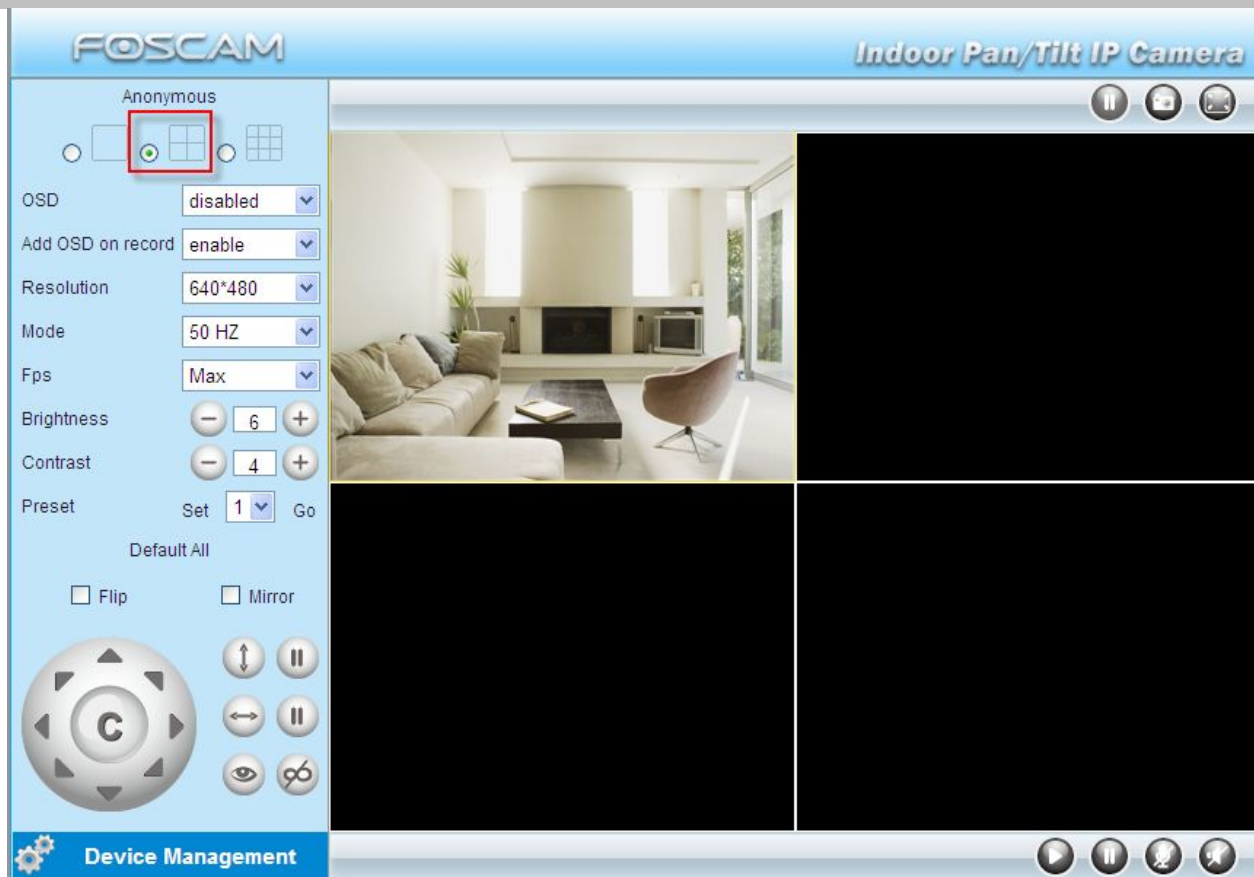 FOSCAM
Indoor Pan/Tilt IP Camera
Anonymous
OSD disabled
Add OSD on record enable
Resolution 640*480
Mode 50 HZ
Fps Max
Brightness 6
Contrast 4
Preset Set 1 Go
Default All
Flip Mirror
C
Device Management